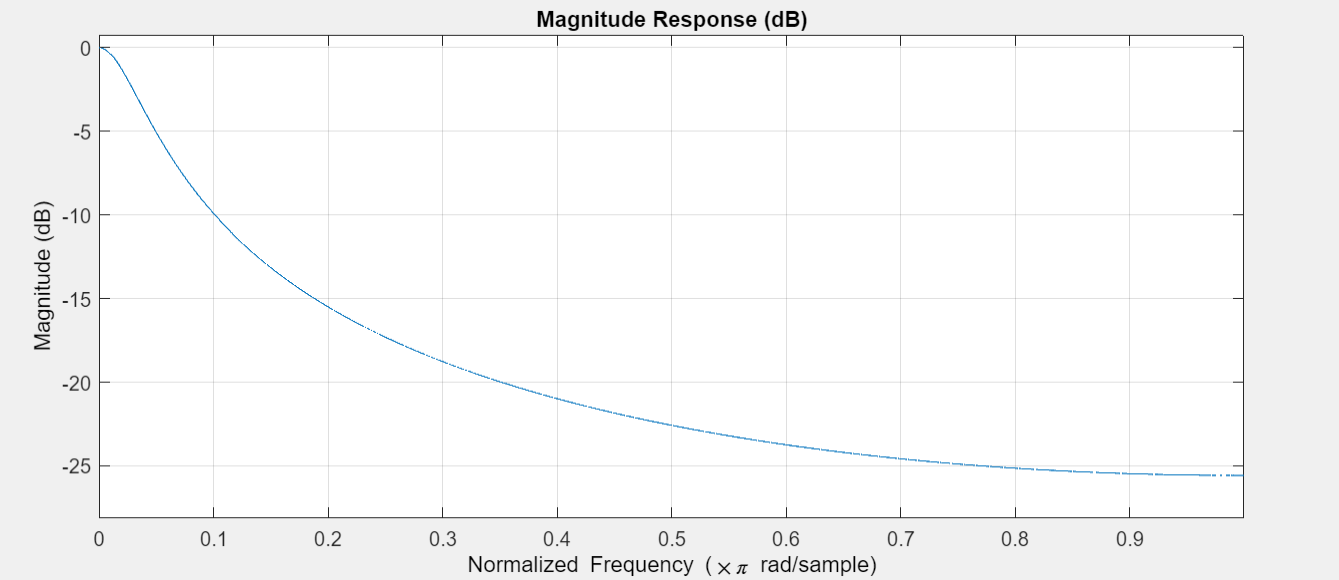 Magnitude Response (dB)
0
-5
-10
-15
-20
-25
Magnitude (dB)
0 0.1 0.2 0.3 0.4 0.5 0.6 0.7 0.8 0.9
Normalized Frequency (×π rad/sample)